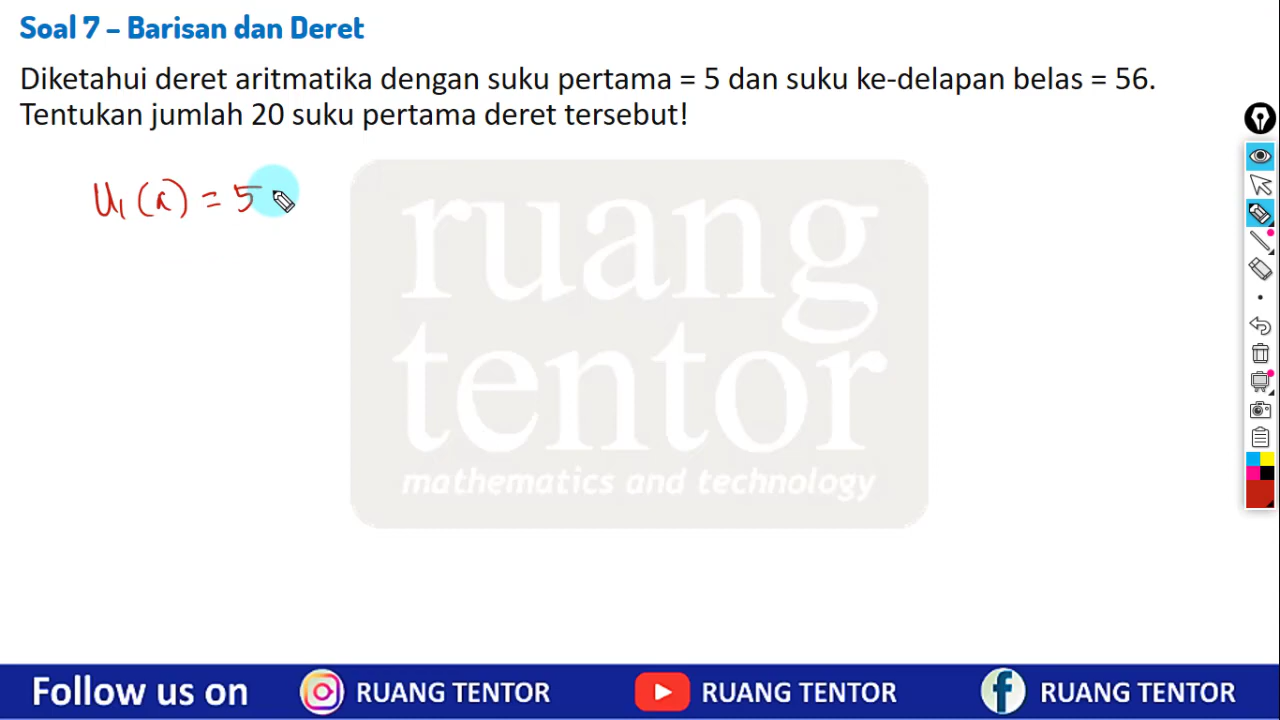 Soal 7 – Barisan dan Deret
Diketahui deret aritmatika dengan suku pertama = 5 dan suku ke-delapan belas = 56.
Tentukan jumlah 20 suku pertama deret tersebut!
U₁ (a) = 5
ruang
tentor
mathematics and technology
Follow us on RUANG TENTOR RUANG TENTOR RUANG TENTOR